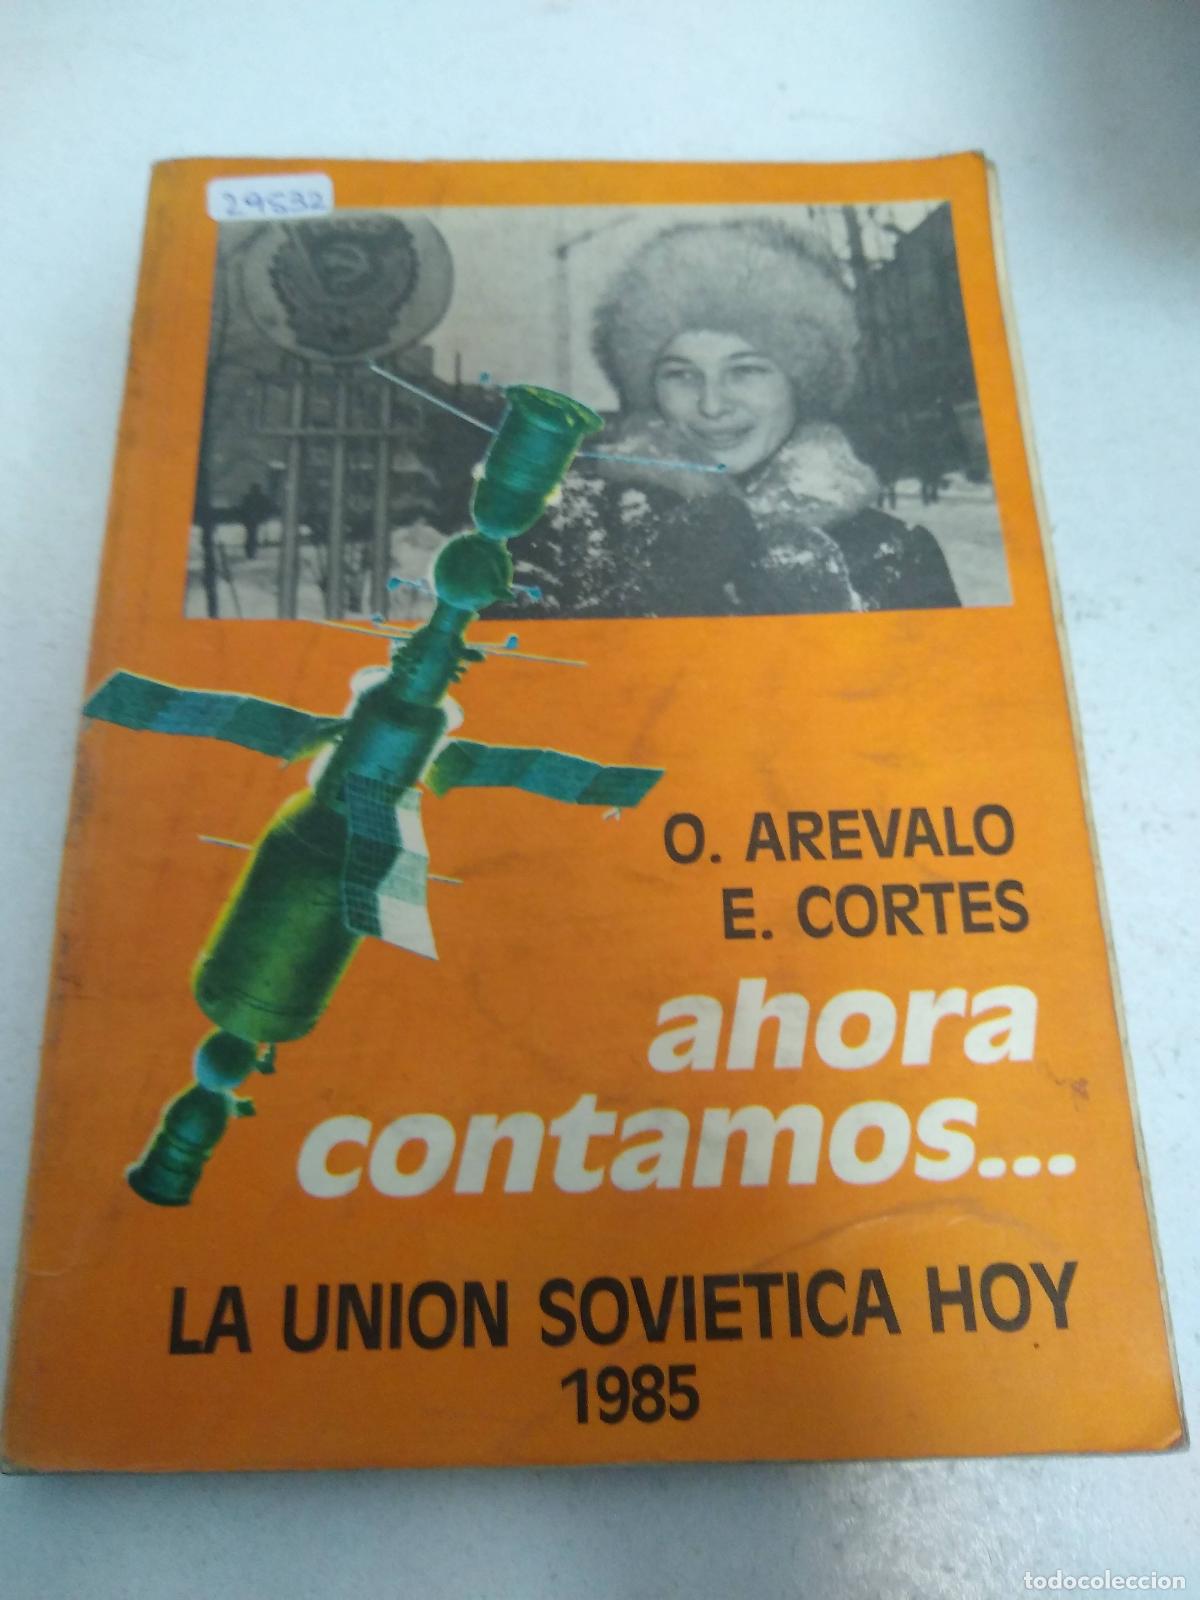 29532
O. AREVALO
E. CORTES
ahora
contamos...
LA UNION SOVIETICA HOY
1985
todocoleccion